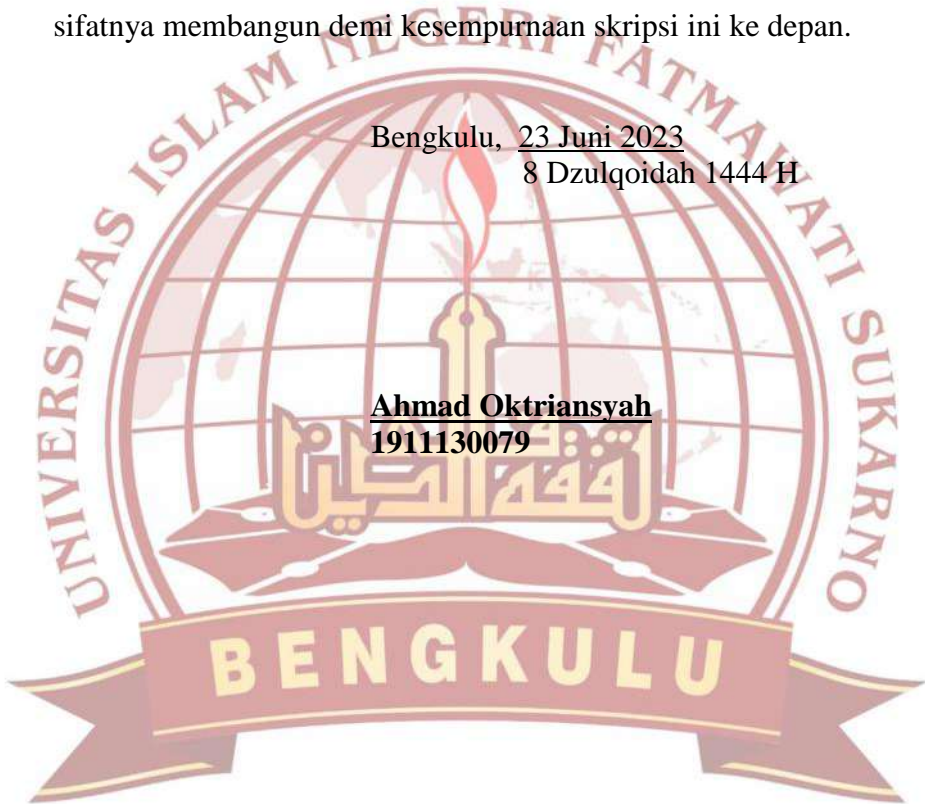 sifatnya membangun demi kesempurnaan skripsi ini ke depan.
UNIVERSITAS ISLAM NEGERI FATMAWATI SUKARNO
Bengkulu, 23 Juni 2023
8 Dzulqoidah 1444 H
Ahmad Oktriansyah
1911130079
BENGKULU